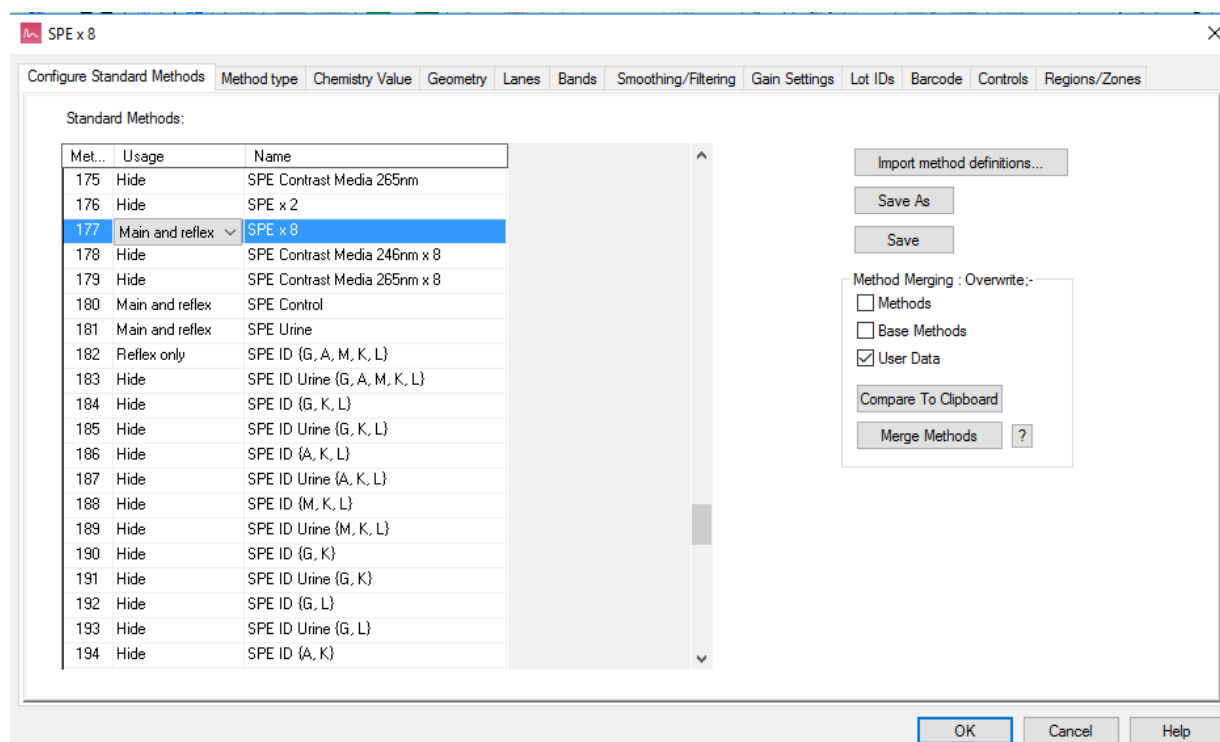 SPE x 8
Configure Standard Methods Method type Chemistry Value Geometry Lanes Bands Smoothing/Filtering Gain Settings Lot IDs Barcode Controls Regions/Zones
Standard Methods:
Met... Usage Name
175 Hide SPE Contrast Media 265nm
176 Hide SPE x 2
177 Main and reflex SPE x 8
178 Hide SPE Contrast Media 246nm x 8
179 Hide SPE Contrast Media 265nm x 8
180 Main and reflex SPE Control
181 Main and reflex SPE Urine
182 Reflex only SPE ID {G, A, M, K, L}
183 Hide SPE ID Urine {G, A, M, K, L}
184 Hide SPE ID {G, K, L}
185 Hide SPE ID Urine {G, K, L}
186 Hide SPE ID {A, K, L}
187 Hide SPE ID Urine {A, K, L}
188 Hide SPE ID {M, K, L}
189 Hide SPE ID Urine {M, K, L}
190 Hide SPE ID {G, K}
191 Hide SPE ID Urine {G, K}
192 Hide SPE ID {G, L}
193 Hide SPE ID Urine {G, L}
194 Hide SPE ID {A, K}
Import method definitions...
Save As
Save
Method Merging : Overwrite;-
Methods
Base Methods
User Data
Compare To Clipboard
Merge Methods ?
OK Cancel Help